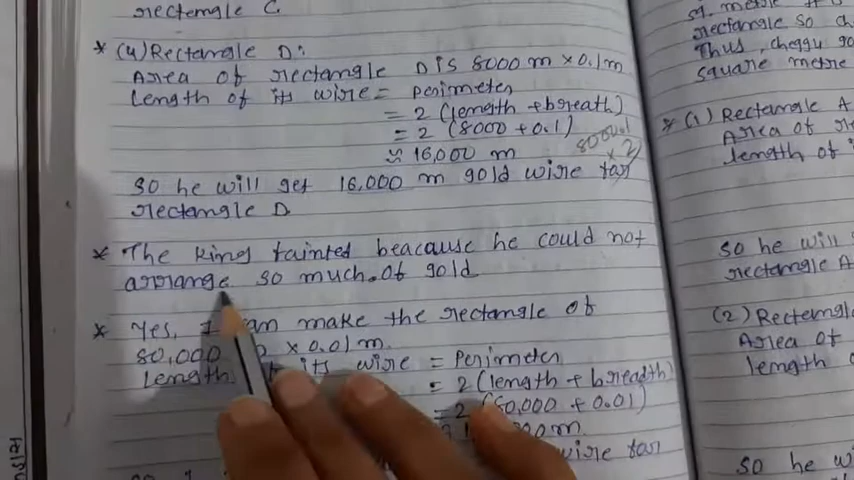 rectangle C.
* (4) Rectangle D:
Area of rectangle D is 8000 m × 0.1m
length of its wire = Perimeter
= 2 (length + breath)
= 2 (8000 + 0.1)
≈ 16,000 m
8000.1
× 2
so he will get 16,000 m gold wire for
rectangle D
* The King fainted beacause he could not
arrange so much of gold
* Yes, I can make the rectangle of
80,000 × 0.01 m.
length its wire = Perimeter
= 2 (length + breadth)
= 2 (80,000 + 0.01)
m
wire for
rectangle so
Thus, cheggu
square metre
* (1) Rectangle A
Area of
length of
so he will
rectangle A
(2) Rectangle
Area of
length of
so he